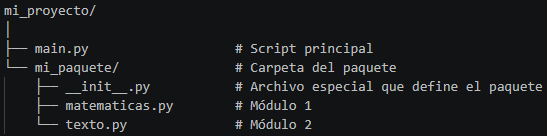 mi_proyecto/
│
├── main.py                 # Script principal
└── mi_paquete/             # Carpeta del paquete
    ├── __init__.py         # Archivo especial que define el paquete
    ├── matematicas.py      # Módulo 1
    └── texto.py            # Módulo 2